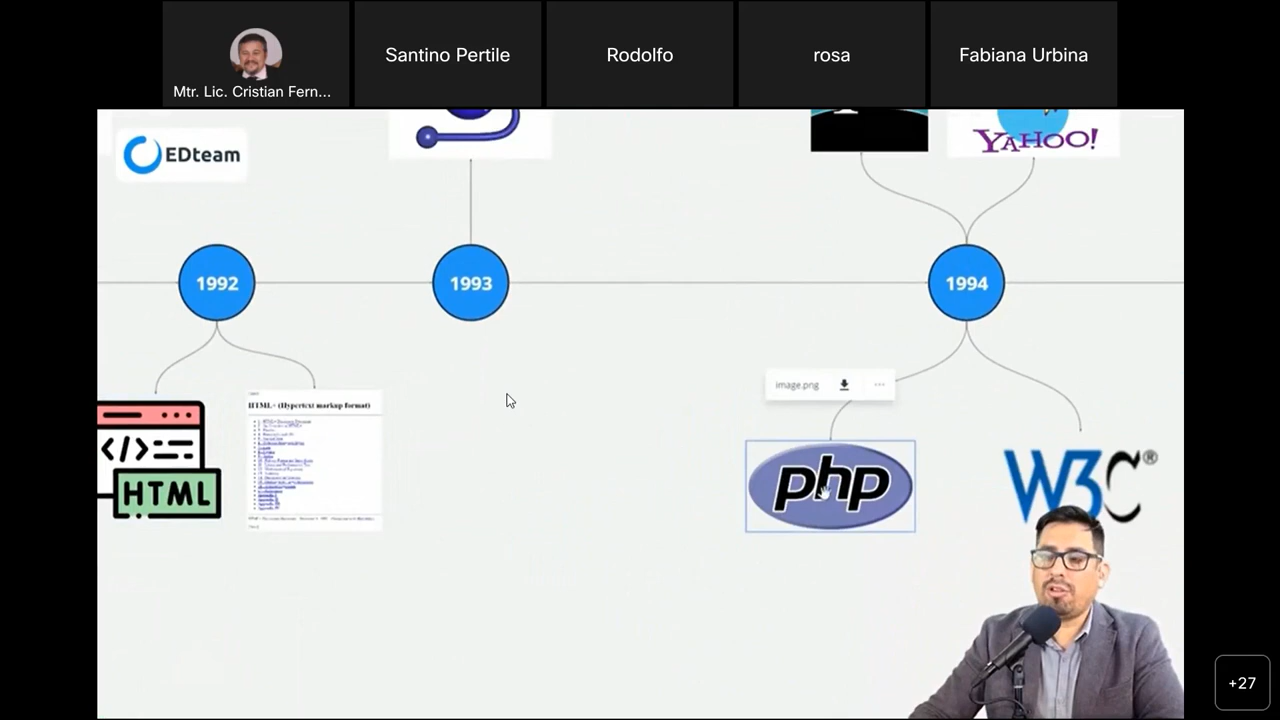 Mtr. Lic. Cristian Fern...
Santino Pertile
Rodolfo
rosa
Fabiana Urbina
EDteam
YAHOO!
1992
1993
1994
image.png
HTML+ (Hypertext markup format)
</>
HTML
php
W3C®
+27